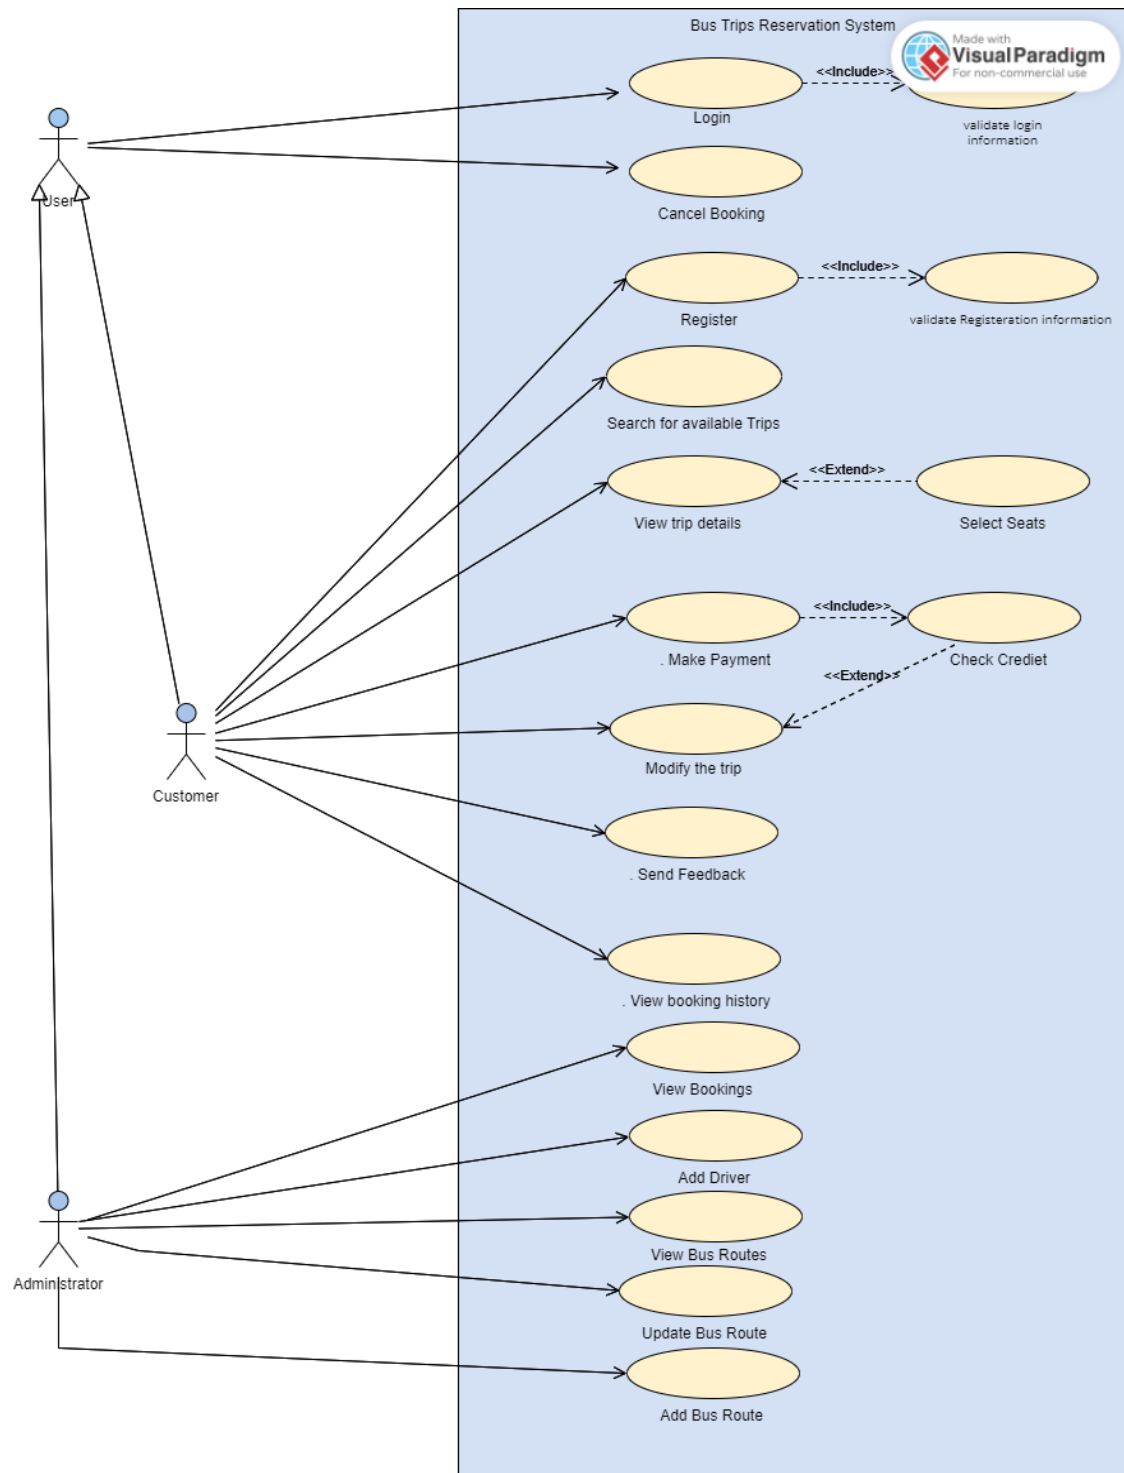 Bus Trips Reservation System
Made with
Visual Paradigm
For non-commercial use
<<Include>>
Login
validate login
information
User
Cancel Booking
<<Include>>
Register
validate Registeration information
Search for available Trips
<<Extend>>
View trip details
Select Seats
<<Include>>
. Make Payment
Check Crediet
<<Extend>>
Modify the trip
Customer
. Send Feedback
. View booking history
View Bookings
Add Driver
View Bus Routes
Administrator
Update Bus Route
Add Bus Route